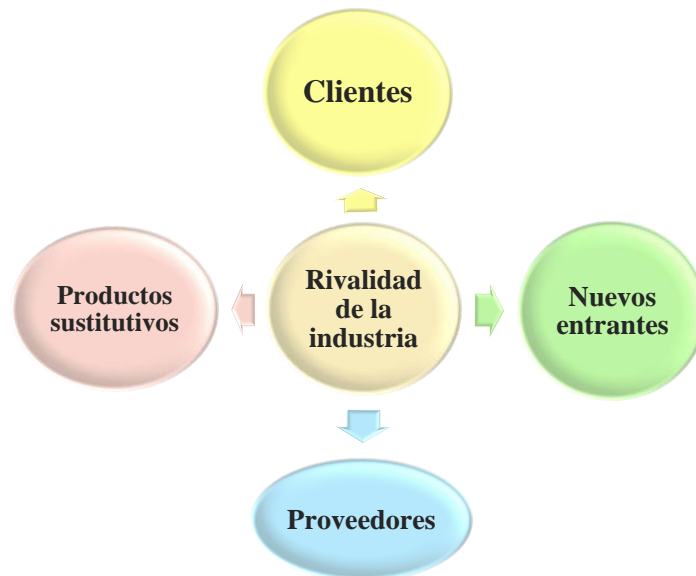 Clientes
Productos
sustitutivos
Rivalidad
de la
industria
Nuevos
entrantes
Proveedores